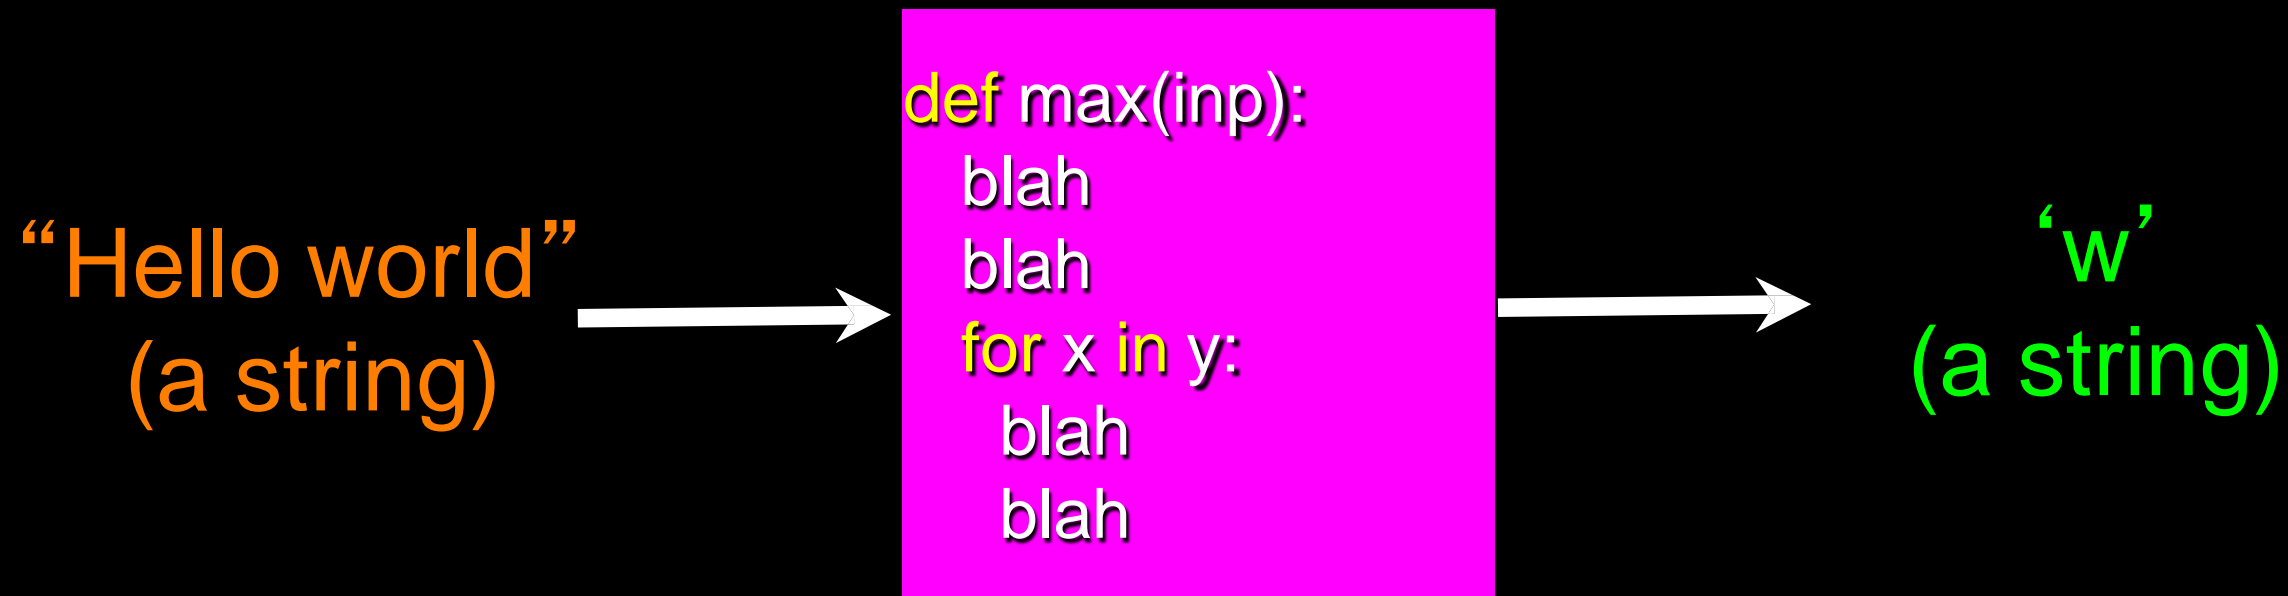 “Hello world”
(a string)
def max(inp):
blah
blah
for x in y:
blah
blah
‘w’
(a string)